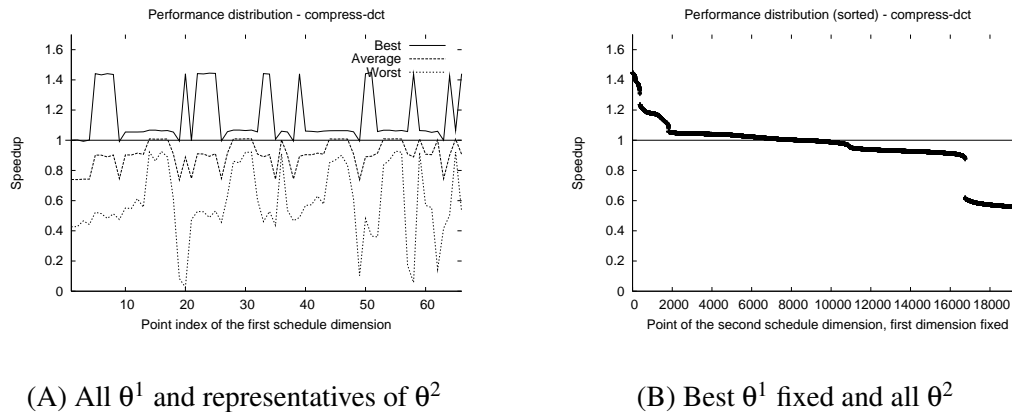 Performance distribution - compress-dct
1.6
1.4
1.2
1
0.8
0.6
0.4
0.2
0
Speedup
Best
Average
Worst
10 20 30 40 50 60
Point index of the first schedule dimension
(A) All θ¹ and representatives of θ²
Performance distribution (sorted) - compress-dct
1.6
1.4
1.2
1
0.8
0.6
0.4
0.2
0
Speedup
0 2000 4000 6000 8000 10000 12000 14000 16000 18000
Point of the second schedule dimension, first dimension fixed
(B) Best θ¹ fixed and all θ²